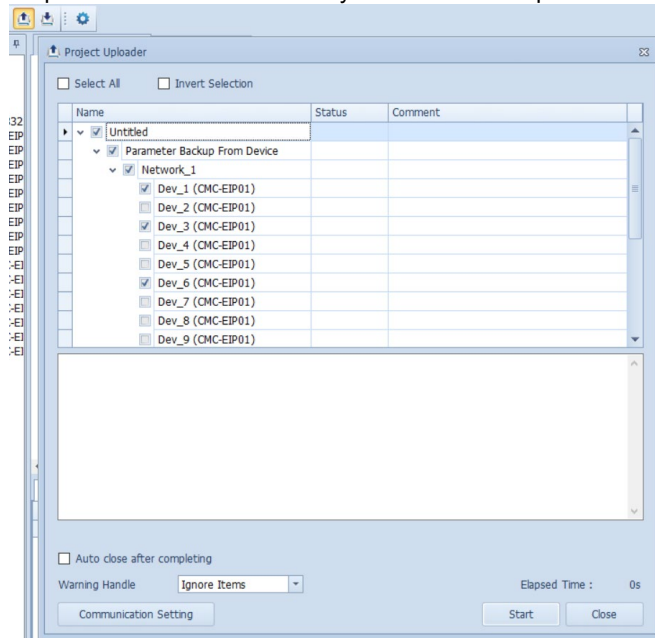 Project Uploader
Select All Invert Selection
Name Status Comment
Untitled
Parameter Backup From Device
Network_1
Dev_1 (CMC-EIP01)
Dev_2 (CMC-EIP01)
Dev_3 (CMC-EIP01)
Dev_4 (CMC-EIP01)
Dev_5 (CMC-EIP01)
Dev_6 (CMC-EIP01)
Dev_7 (CMC-EIP01)
Dev_8 (CMC-EIP01)
Dev_9 (CMC-EIP01)
Auto close after completing
Warning Handle Ignore Items Elapsed Time : 0s
Communication Setting Start Close